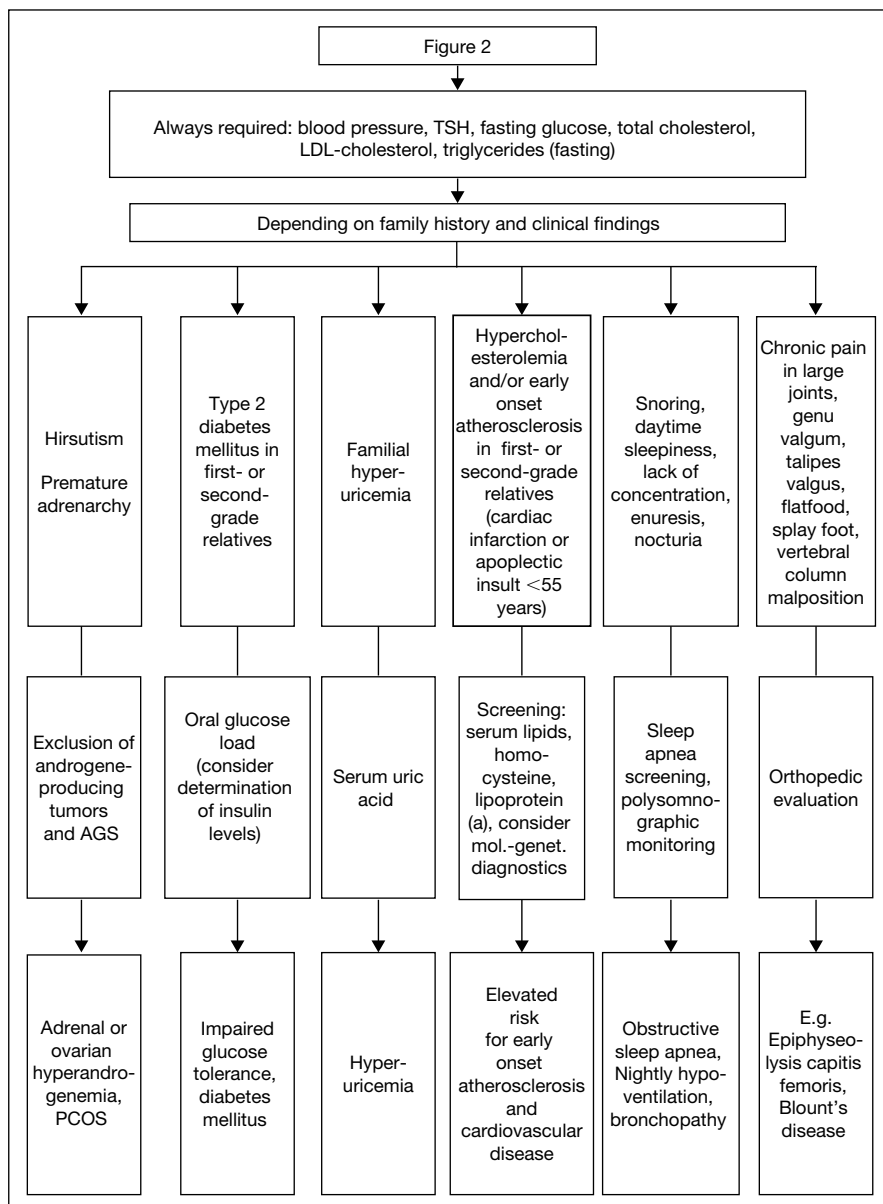 Figure 2
Always required: blood pressure, TSH, fasting glucose, total cholesterol,
LDL-cholesterol, triglycerides (fasting)
Depending on family history and clinical findings
Hirsutism
Premature
adrenarchy
Type 2
diabetes
mellitus in
first- or
second-
grade
relatives
Familial
hyper-
uricemia
Hyperchol-
esterolemia
and/or early
onset
atherosclerosis
in first- or
second-grade
relatives
(cardiac
infarction or
apoplectic
insult <55
years)
Snoring,
daytime
sleepiness,
lack of
concentration,
enuresis,
nocturia
Chronic pain
in large
joints,
genu
valgum,
talipes
valgus,
flatfood,
splay foot,
vertebral
column
malposition
Exclusion of
androgene-
producing
tumors
and AGS
Oral glucose
load
(consider
determination
of insulin
levels)
Serum uric
acid
Screening:
serum lipids,
homo-
cysteine,
lipoprotein
(a), consider
mol.-genet.
diagnostics
Sleep
apnea
screening,
polysomno-
graphic
monitoring
Orthopedic
evaluation
Adrenal or
ovarian
hyperandro-
genemia,
PCOS
Impaired
glucose
tolerance,
diabetes
mellitus
Hyper-
uricemia
Elevated
risk
for early
onset
atherosclerosis
and
cardiovascular
disease
Obstructive
sleep apnea,
Nightly hypo-
ventilation,
bronchopathy
E.g.
Epiphyseo-
lysis capitis
femoris,
Blount's
disease